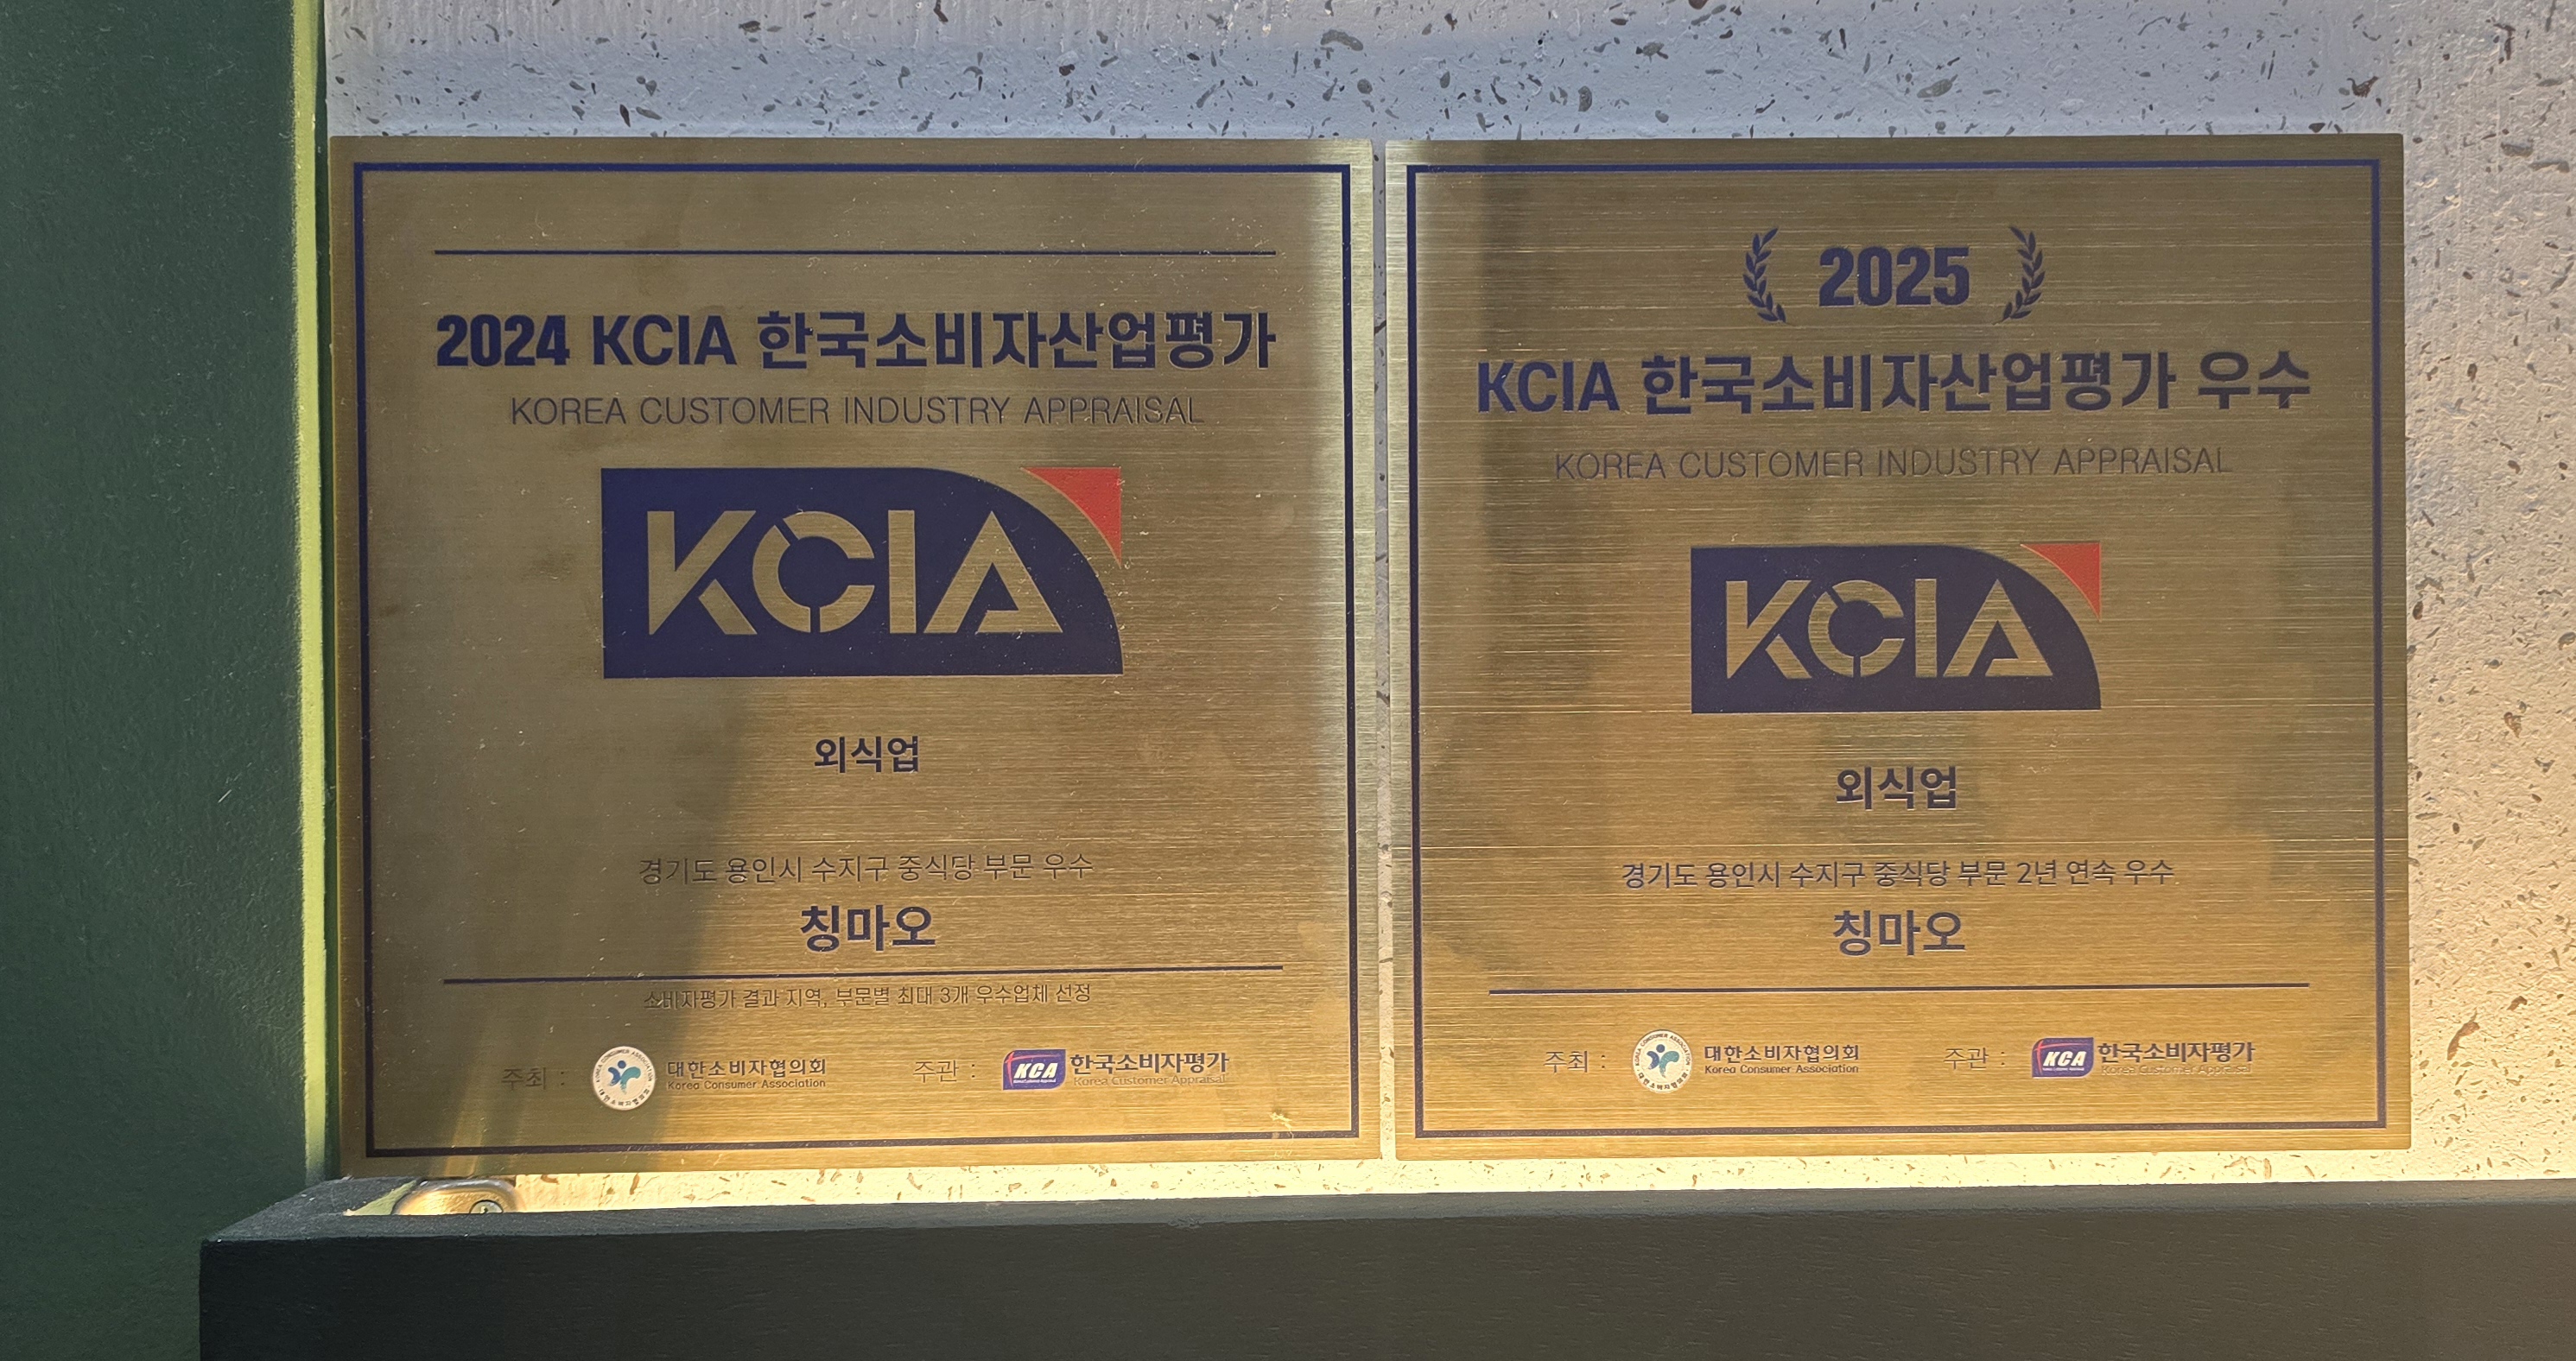 2024 KCIA 한국소비자산업평가
KOREA CUSTOMER INDUSTRY APPRAISAL
KCIA
외식업
경기도 용인시 수지구 중식당 부문 우수
칭마오
소비자평가 결과 지역, 부문별 최대 3개 우수업체 선정
주최 :
대한소비자협의회
Korea Consumer Association
주관 :
KCA
한국소비자평가
Korea Customer Appraisal
2025
KCIA 한국소비자산업평가 우수
KOREA CUSTOMER INDUSTRY APPRAISAL
KCIA
외식업
경기도 용인시 수지구 중식당 부문 2년 연속 우수
칭마오
주최 :
대한소비자협의회
Korea Consumer Association
주관 :
KCA
한국소비자평가
Korea Customer Appraisal